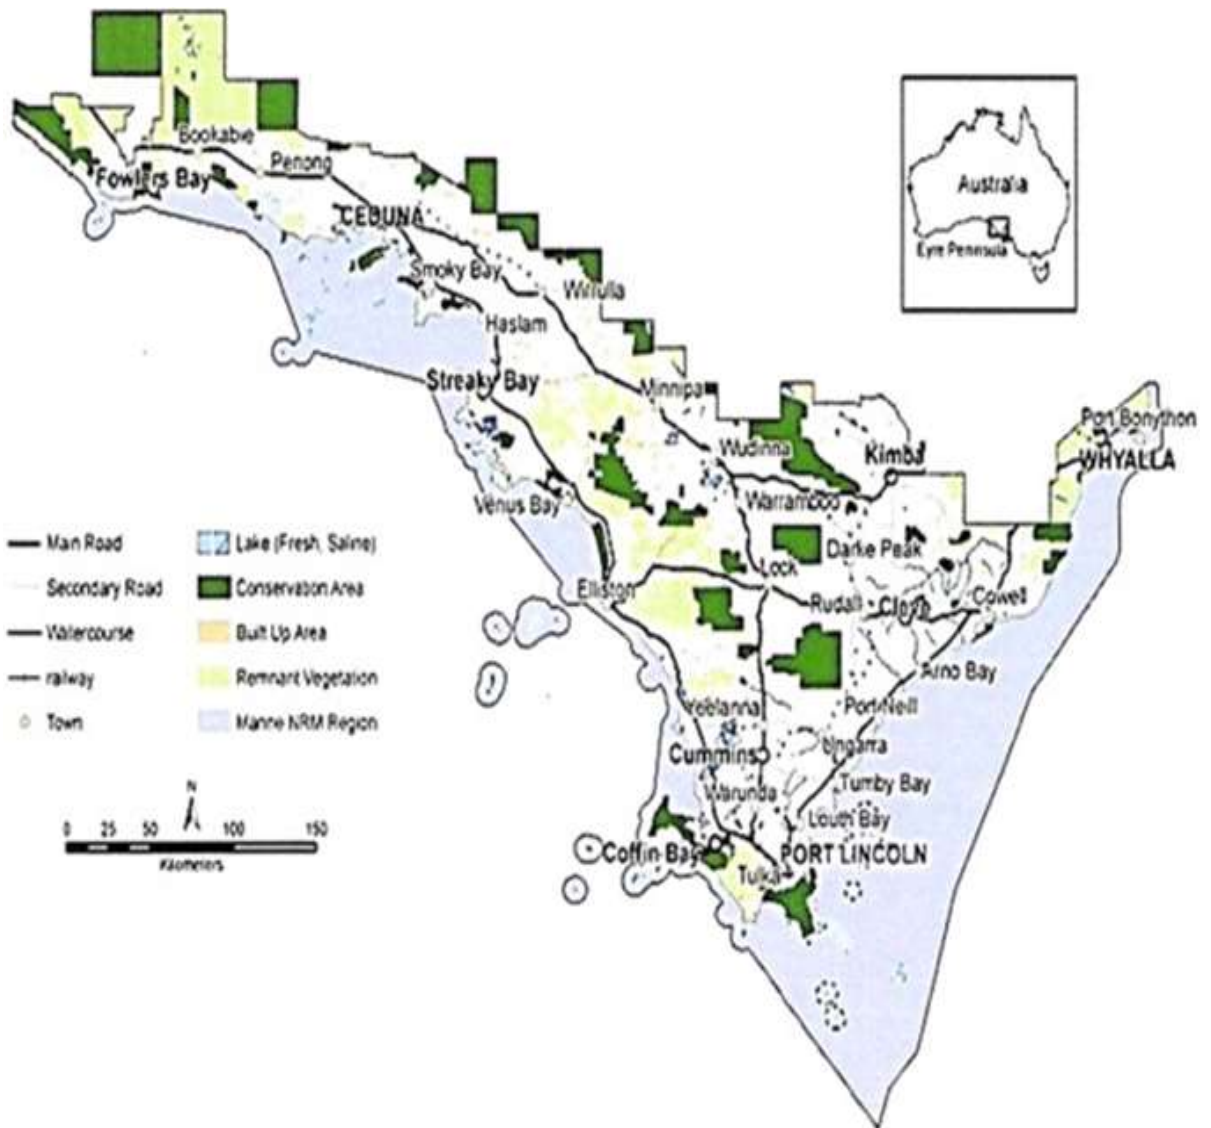 Bookabie
Penong
Fowlers Bay
CEDUNA
Smoky Bay
Wirrulla
Haslam
Streaky Bay
Minnipa
Wudinna
Kimba
Port Bonython
WHYALLA
Warramboo
Venus Bay
Darke Peak
Lock
Elliston
Rudall
Cleve
Cowell
Arno Bay
Yeelanna
Port Neill
Ungarra
Cummins
Tumby Bay
Warunda
Louth Bay
Coffin Bay
PORT LINCOLN
Tulka
Australia
Eyre Peninsula
Main Road
Secondary Road
Watercourse
railway
Town
Lake (Fresh, Saline)
Conservation Area
Built Up Area
Remnant Vegetation
Marine NRM Region
N
0 25 50 100 150
Kilometers